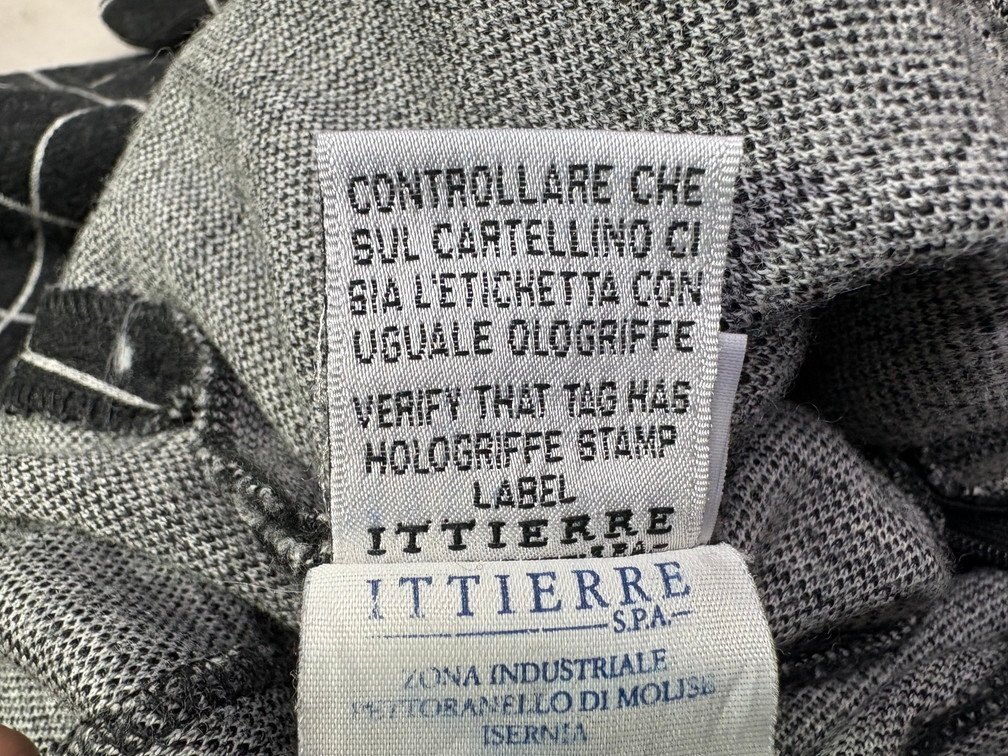 CONTROLLARE CHE
SUL CARTELLINO CI
SIA L'ETICHETTA CON
UGUALE OLOGRIFFE
VERIFY THAT TAG HAS
HOLOGRIFFE STAMP
LABEL
ITTIERRE
ITTIERRE
S.P.A.
ZONA INDUSTRIALE
PETTORANELLO DI MOLISE
ISERNIA